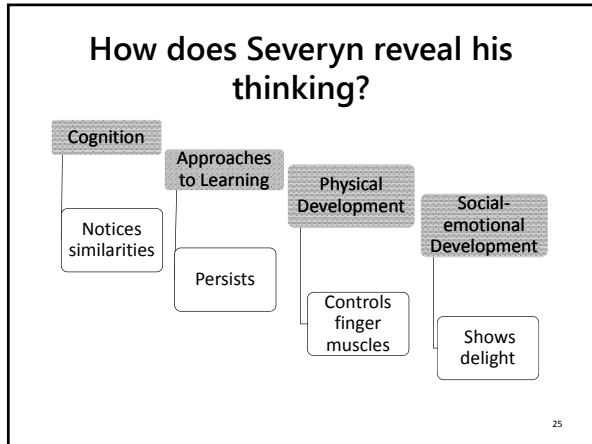 How does Severyn reveal his
thinking?
Cognition
Notices
similarities
Approaches
to Learning
Persists
Physical
Development
Controls
finger
muscles
Social-
emotional
Development
Shows
delight
25